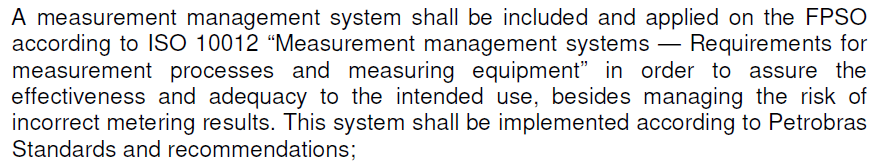 A measurement management system shall be included and applied on the FPSO
according to ISO 10012 “Measurement management systems — Requirements for
measurement processes and measuring equipment” in order to assure the
effectiveness and adequacy to the intended use, besides managing the risk of
incorrect metering results. This system shall be implemented according to Petrobras
Standards and recommendations;